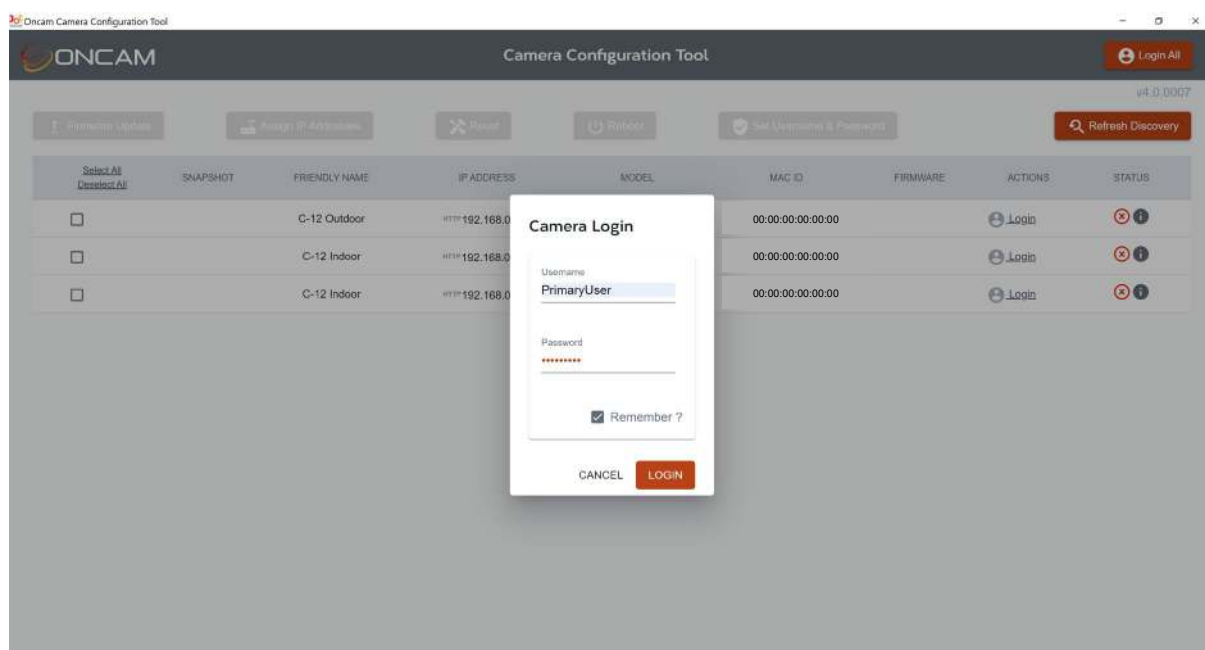 Oncam Camera Configuration Tool
ONCAM
Camera Configuration Tool
Login All
v4.0.0007
Firmware Update
Assign IP Addresses
Reset
Reboot
Set Username & Password
Refresh Discovery
Select All
Deselect All
SNAPSHOT
FRIENDLY NAME
IP ADDRESS
MODEL
MAC ID
FIRMWARE
ACTIONS
STATUS
C-12 Outdoor
HTTP 192.168.0
00:00:00:00:00:00
Login
C-12 Indoor
HTTP 192.168.0
00:00:00:00:00:00
Login
C-12 Indoor
HTTP 192.168.0
00:00:00:00:00:00
Login
Camera Login
Username
PrimaryUser
Password
•••••••••
Remember ?
CANCEL
LOGIN